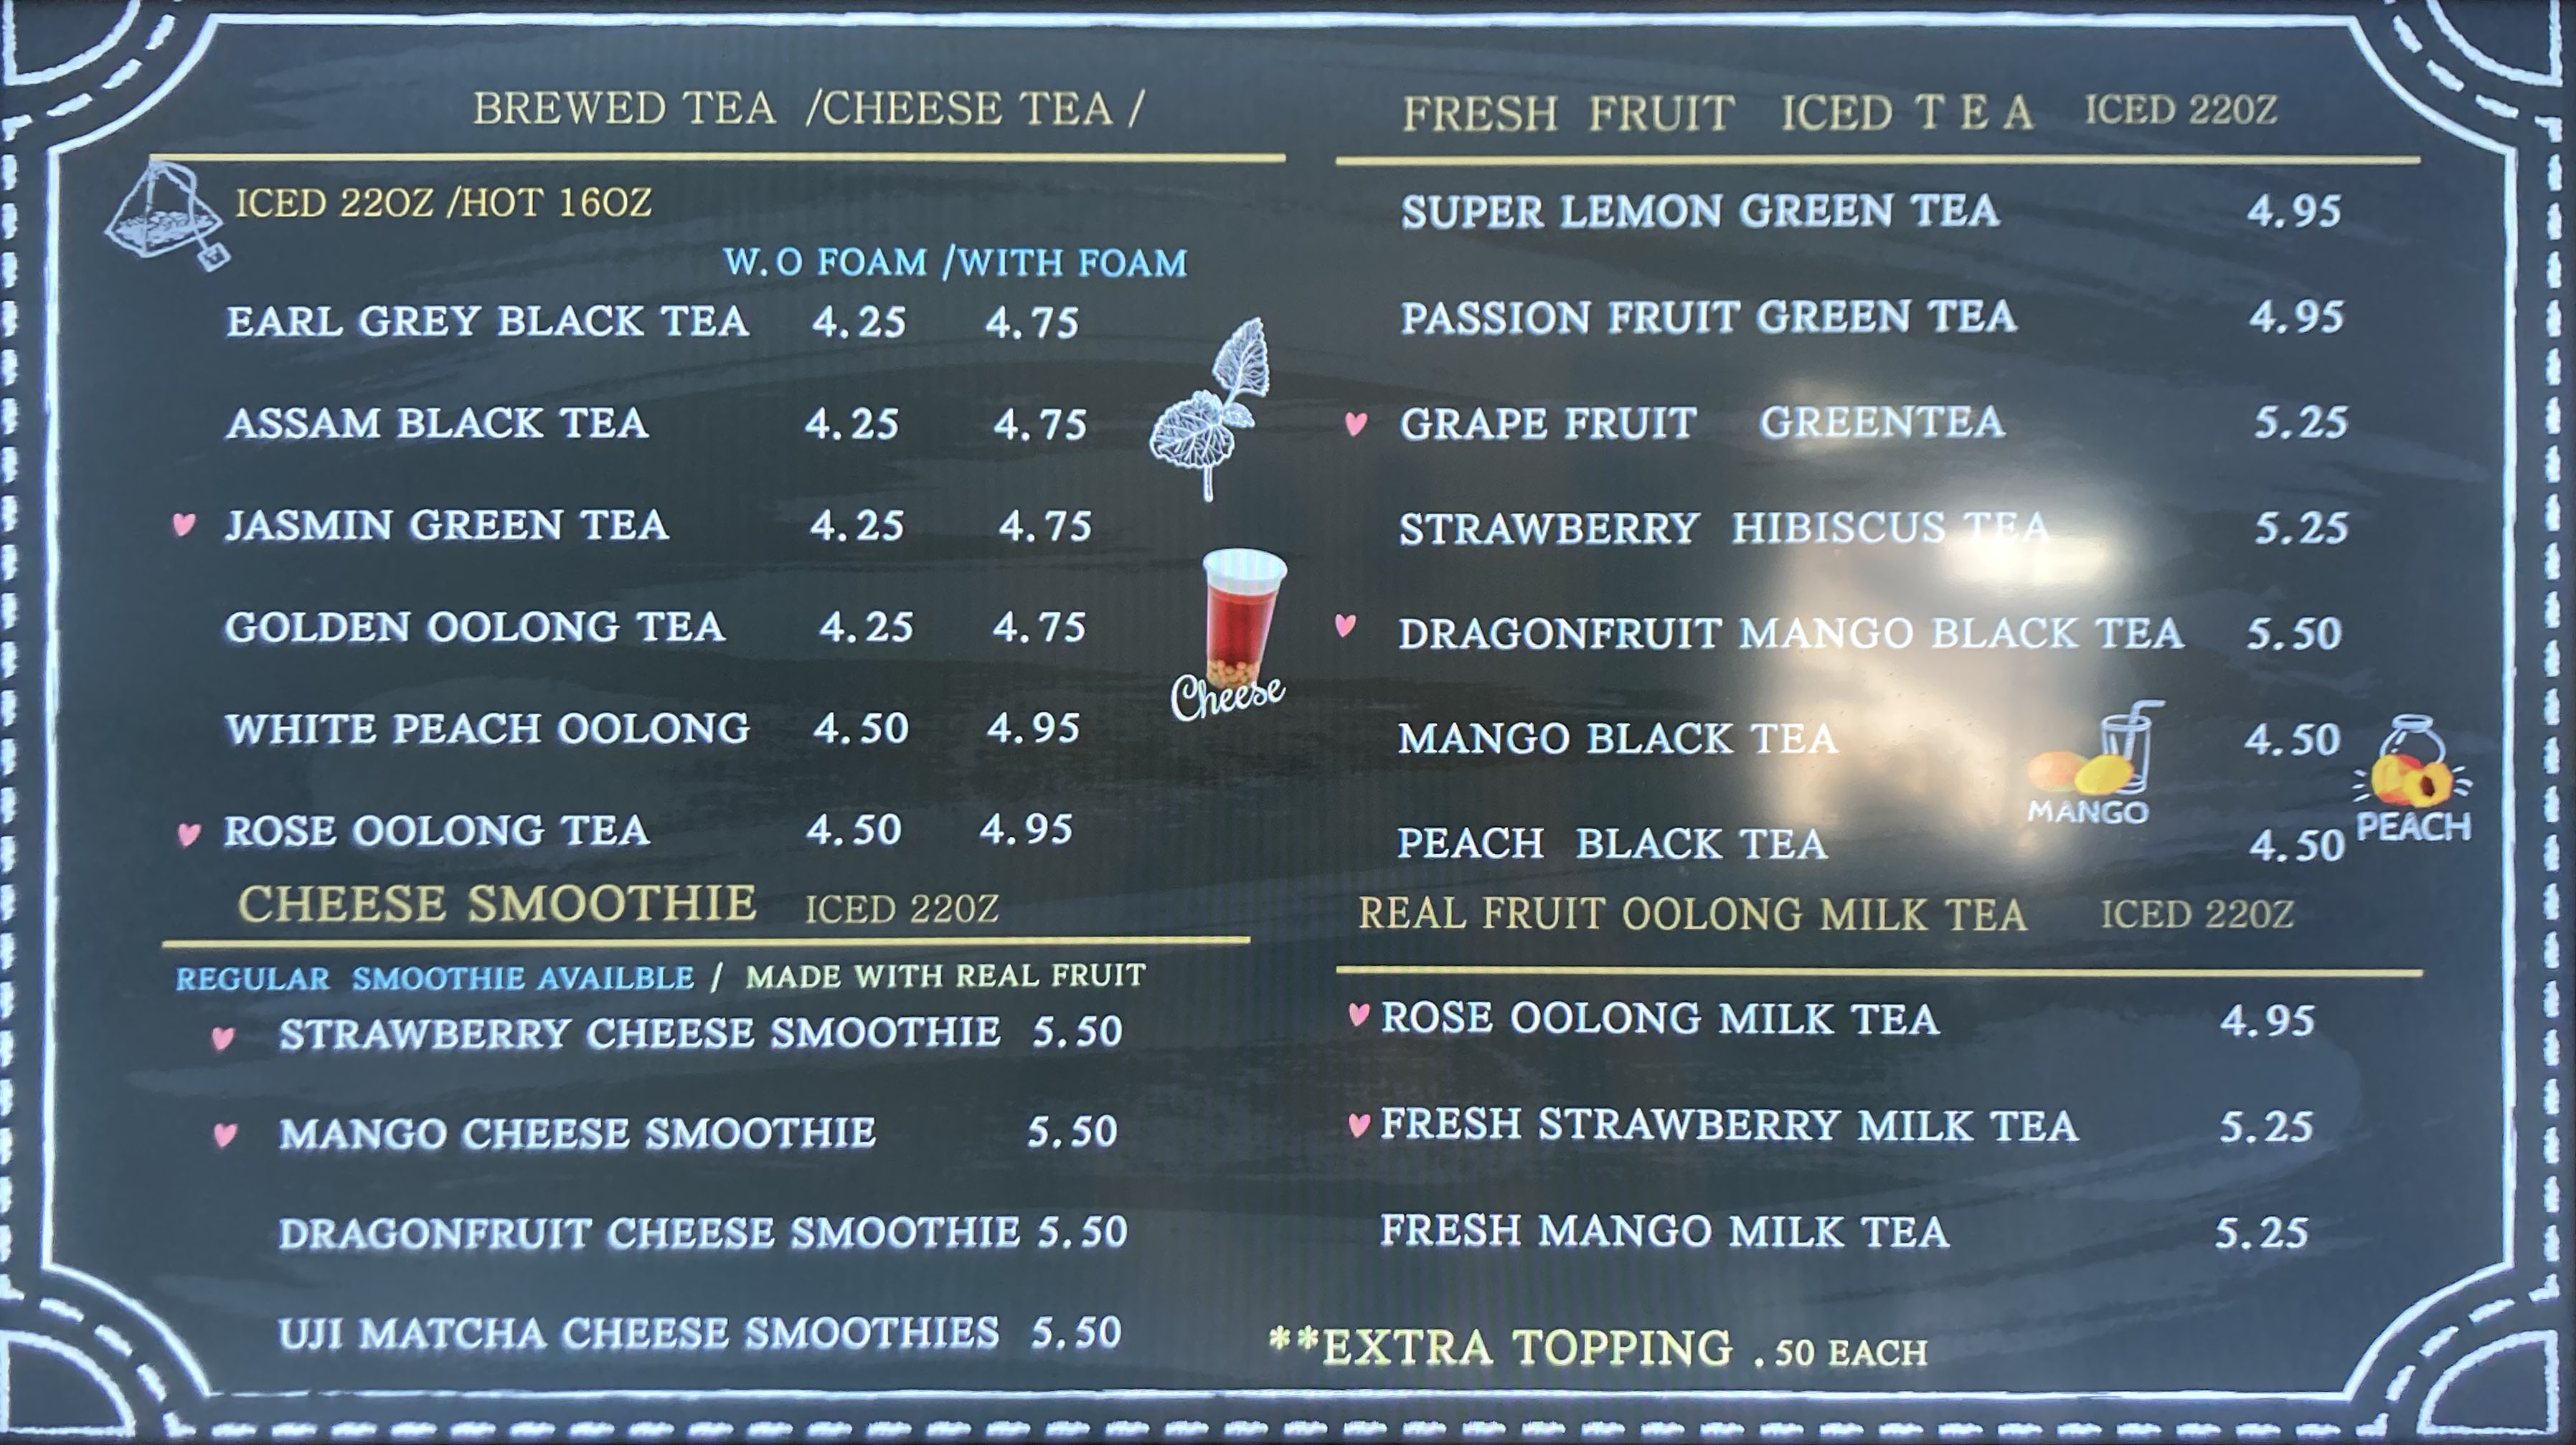 BREWED TEA /CHEESE TEA /
ICED 22OZ /HOT 16OZ
W.O FOAM /WITH FOAM
EARL GREY BLACK TEA 4.25 4.75
ASSAM BLACK TEA 4.25 4.75
JASMIN GREEN TEA 4.25 4.75
GOLDEN OOLONG TEA 4.25 4.75
WHITE PEACH OOLONG 4.50 4.95
ROSE OOLONG TEA 4.50 4.95
Cheese
CHEESE SMOOTHIE ICED 22OZ
REGULAR SMOOTHIE AVAILBLE / MADE WITH REAL FRUIT
STRAWBERRY CHEESE SMOOTHIE 5.50
MANGO CHEESE SMOOTHIE 5.50
DRAGONFRUIT CHEESE SMOOTHIE 5.50
UJI MATCHA CHEESE SMOOTHIES 5.50
FRESH FRUIT ICED T E A ICED 22OZ
SUPER LEMON GREEN TEA 4.95
PASSION FRUIT GREEN TEA 4.95
GRAPE FRUIT GREENTEA 5.25
STRAWBERRY HIBISCUS TEA 5.25
DRAGONFRUIT MANGO BLACK TEA 5.50
MANGO BLACK TEA 4.50
MANGO
PEACH BLACK TEA 4.50
PEACH
REAL FRUIT OOLONG MILK TEA ICED 22OZ
ROSE OOLONG MILK TEA 4.95
FRESH STRAWBERRY MILK TEA 5.25
FRESH MANGO MILK TEA 5.25
**EXTRA TOPPING .50 EACH